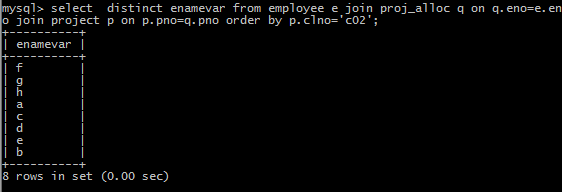 mysql> select  distinct enamevar from employee e join proj_alloc q on q.eno=e.en
o join project p on p.pno=q.pno order by p.clno='c02';
+----------+
| enamevar |
+----------+
| f        |
| g        |
| h        |
| a        |
| c        |
| d        |
| e        |
| b        |
+----------+
8 rows in set (0.00 sec)